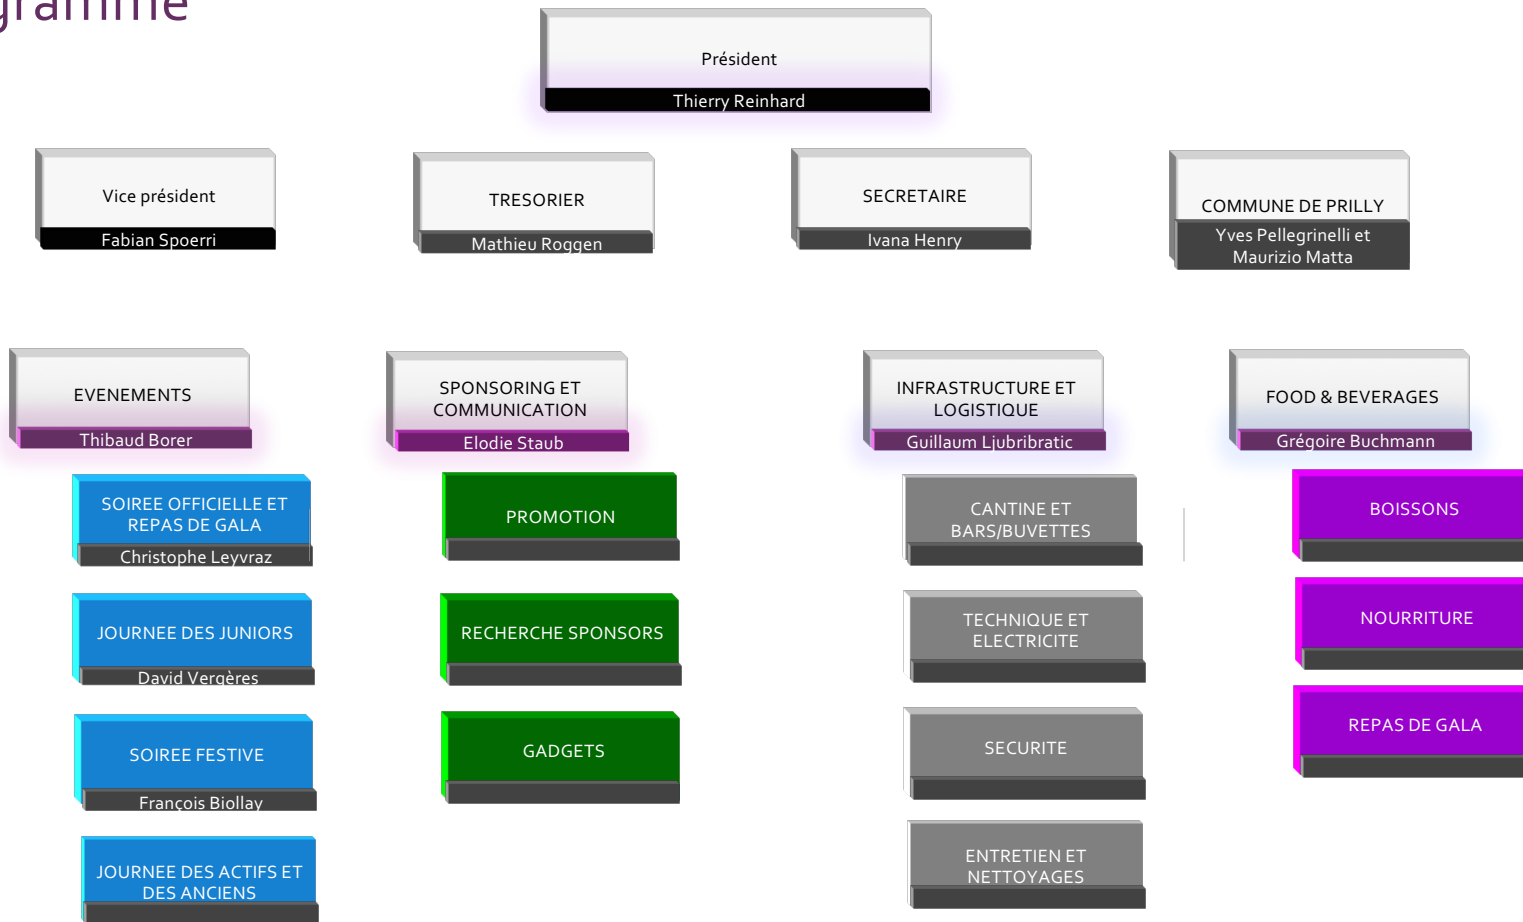 gramme
Président
Thierry Reinhard
Vice président
Fabian Spoerri
TRESORIER
Mathieu Roggen
SECRETAIRE
Ivana Henry
COMMUNE DE PRILLY
Yves Pellegrinelli et
Maurizio Matta
EVENEMENTS
Thibaud Borer
SPONSORING ET
COMMUNICATION
Elodie Staub
INFRASTRUCTURE ET
LOGISTIQUE
Guillaum Ljubribratic
FOOD & BEVERAGES
Grégoire Buchmann
SOIREE OFFICIELLE ET
REPAS DE GALA
Christophe Leyvraz
JOURNEE DES JUNIORS
David Vergères
SOIREE FESTIVE
François Biollay
JOURNEE DES ACTIFS ET
DES ANCIENS
PROMOTION
RECHERCHE SPONSORS
GADGETS
CANTINE ET
BARS/BUVETTES
TECHNIQUE ET
ELECTRICITE
SECURITE
ENTRETIEN ET
NETTOYAGES
BOISSONS
NOURRITURE
REPAS DE GALA